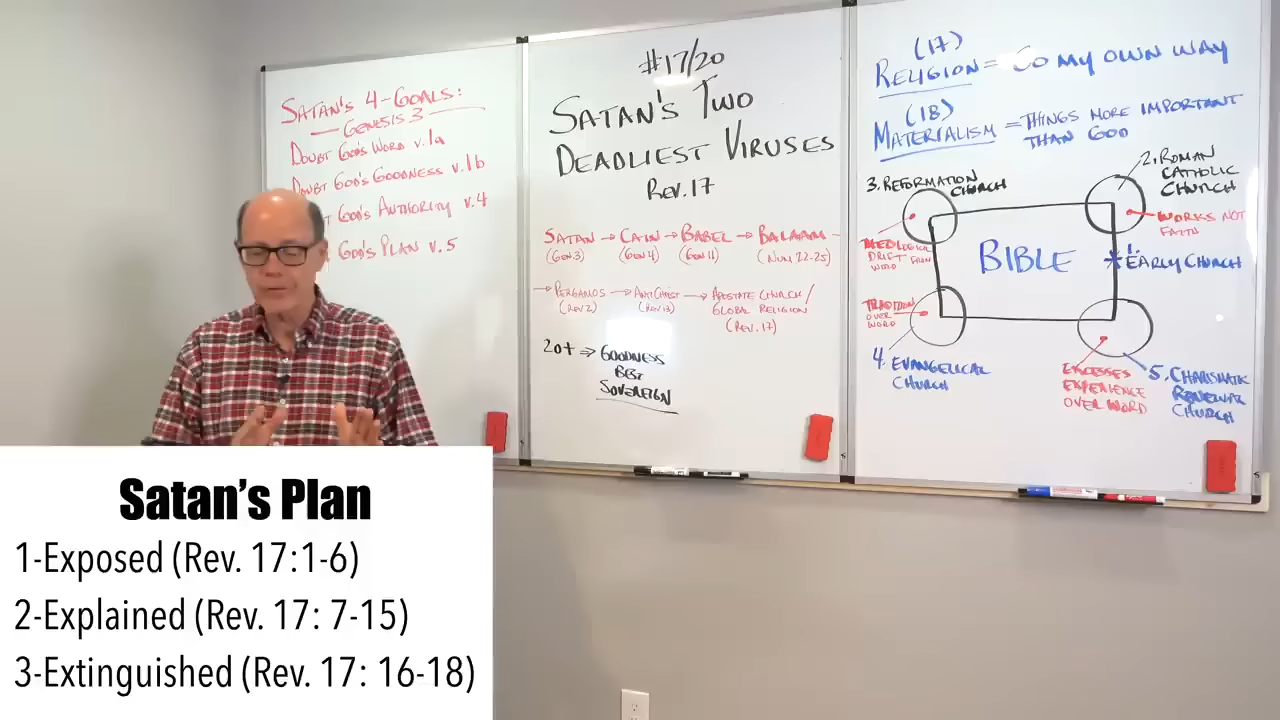 SATAN'S 4-GOALS:
GENESIS 3
DOUBT GOD'S WORD v.1a
DOUBT GOD'S GOODNESS v.1b
GOD'S AUTHORITY v.4
GOD'S PLAN v.5
#17/20
SATAN'S TWO
DEADLIEST VIRUSES
REV. 17
SATAN → CAIN → BABEL → BALAAM
(GEN 3) (GEN 4) (GEN 11) (NUM 22-25)
→ PERGAMOS → ANTICHRIST → APOSTATE CHURCH/
(REV 2) (REV 13) GLOBAL RELIGION
(REV. 17)
20+ ⇒ GOODNESS
BEST
SOVEREIGN
(17)
RELIGION = GO MY OWN WAY
(18)
MATERIALISM = THINGS MORE IMPORTANT
THAN GOD
3. REFORMATION
CHURCH
2. ROMAN
CATHOLIC
CHURCH
WORKS NOT
FAITH
THEOLOGICAL
DRIFT FROM
WORD
BIBLE
1.
EARLY CHURCH
TRADITION
OVER
WORD
4. EVANGELICAL
CHURCH
EXCESSES
EXPERIENCE
OVER WORD
5. CHARISMATIC
RENEWAL
CHURCH
Satan's Plan
1-Exposed (Rev. 17:1-6)
2-Explained (Rev. 17: 7-15)
3-Extinguished (Rev. 17: 16-18)